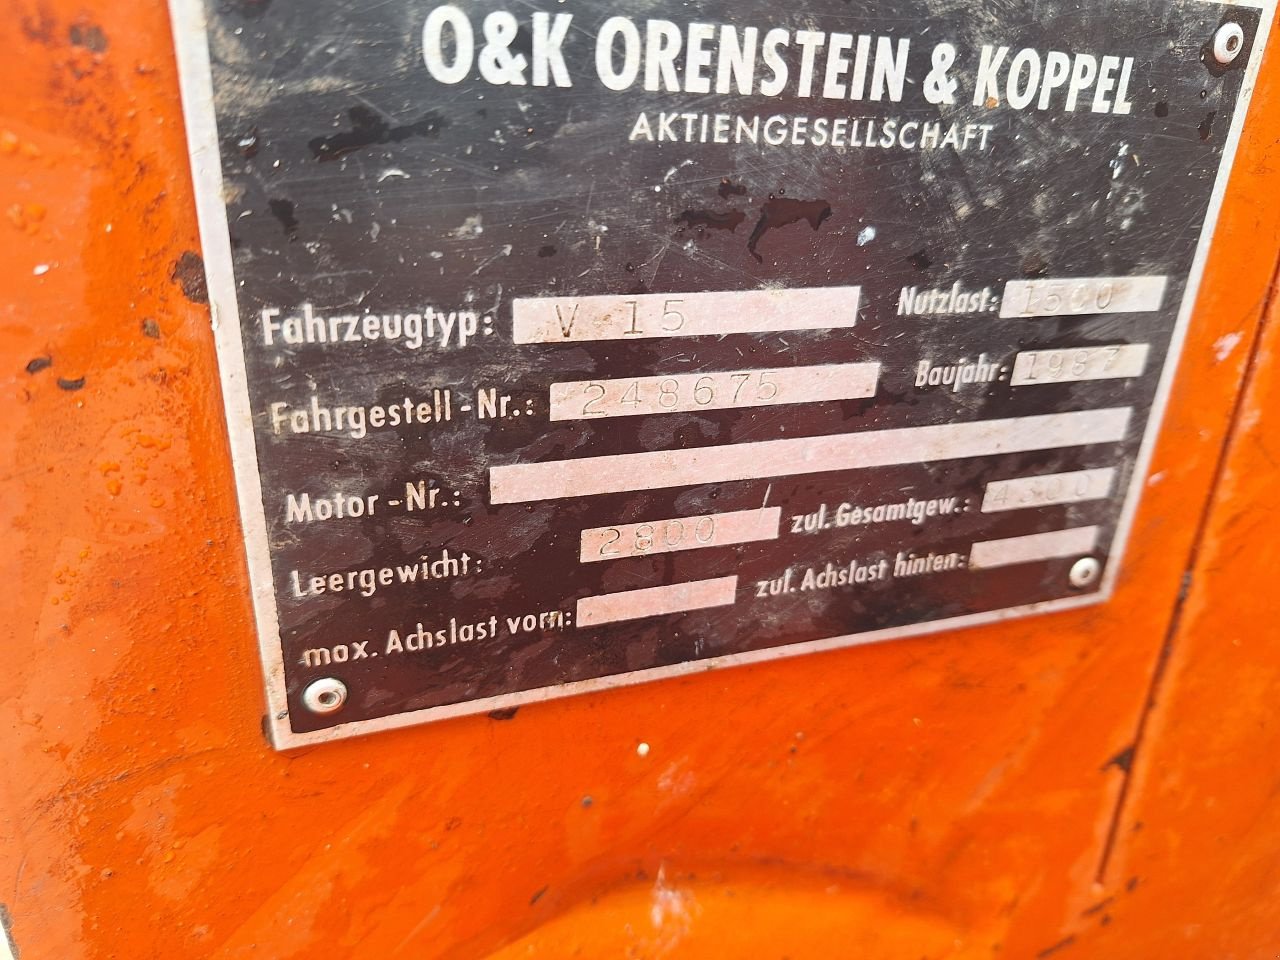 O&K ORENSTEIN & KOPPEL
AKTIENGESELLSCHAFT
Fahrzeugtyp: V 15 Nutzlast: 1500
Fahrgestell-Nr.: 248675 Baujahr: 1987
Motor-Nr.:
Leergewicht: 2800 zul. Gesamtgew.: 4300
max. Achslast vorn: zul. Achslast hinten: